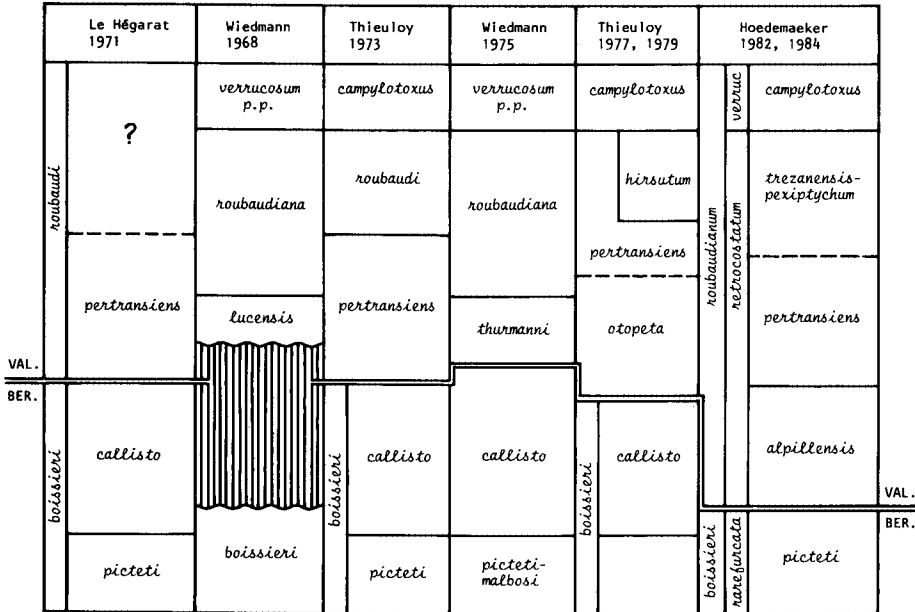 Le Hégarat
1971
Wiedmann
1968
Thieuloy
1973
Wiedmann
1975
Thieuloy
1977, 1979
Hoedemaeker
1982, 1984
roubaudi
?
pertransiens
VAL.
BER.
boissieri
callisto
picteti
verrucosum
p.p.
roubaudiana
lucensis
boissieri
campylotoxus
roubaudi
pertransiens
boissieri
callisto
picteti
verrucosum
p.p.
roubaudiana
thurmanni
callisto
picteti-
malbosi
campylotoxus
hirsutum
pertransiens
otopeta
boissieri
callisto
roubaudianum
boissieri
verruc
retrocostatum
rarefurcata
campylotoxus
trezanensis-
pexiptychum
pertransiens
alpillensis
picteti
VAL.
BER.